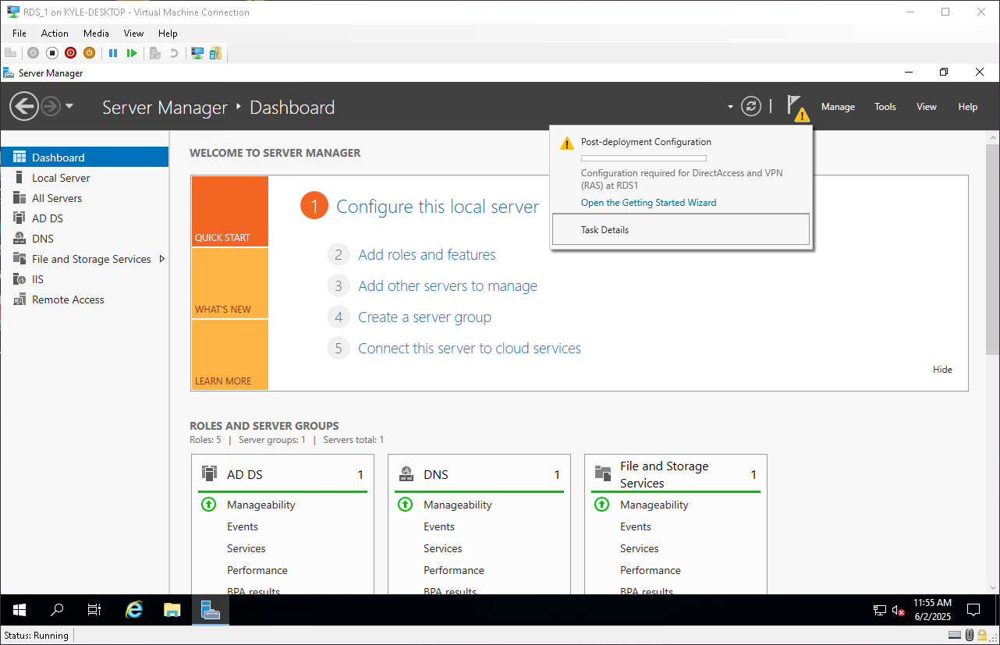 RDS_1 on KYLE-DESKTOP - Virtual Machine Connection
File Action Media View Help
Server Manager
Server Manager Dashboard
Manage Tools View Help
Post-deployment Configuration
Configuration required for DirectAccess and VPN
(RAS) at RDS1
Open the Getting Started Wizard
Task Details
Dashboard
Local Server
All Servers
AD DS
DNS
File and Storage Services
IIS
Remote Access
WELCOME TO SERVER MANAGER
QUICK START
WHAT'S NEW
LEARN MORE
1 Configure this local server
2 Add roles and features
3 Add other servers to manage
4 Create a server group
5 Connect this server to cloud services
Hide
ROLES AND SERVER GROUPS
Roles: 5 | Server groups: 1 | Servers total: 1
AD DS 1
Manageability
Events
Services
Performance
BPA results
DNS 1
Manageability
Events
Services
Performance
BPA results
File and Storage
Services 1
Manageability
Events
Services
Performance
BPA results
11:55 AM
6/2/2025
Status: Running